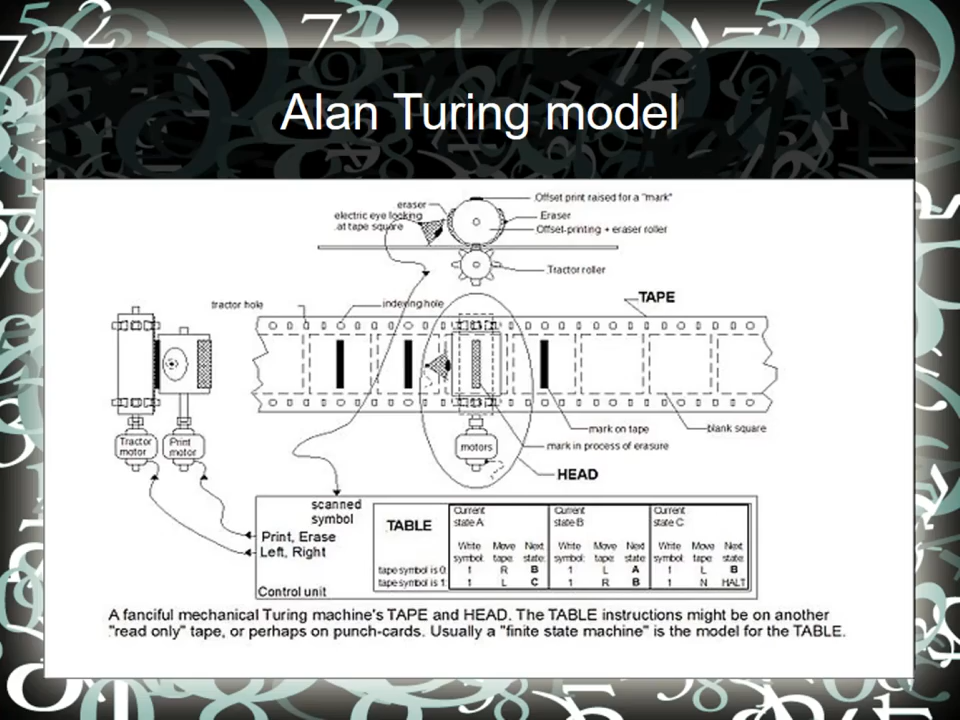 Alan Turing model
Offset print raised for a "mark"
eraser
electric eye looking
at tape square
Eraser
Offset-printing + eraser roller
Tractor roller
tractor hole
indexing hole
TAPE
mark on tape
blank square
mark in process of erasure
Tractor
motor
Print
motor
motors
HEAD
scanned
symbol
Print, Erase
Left, Right
Control unit
TABLE
Current
state A
Current
state B
Current
state C
Write
symbol:
Move
tape:
Next
state:
Write
symbol:
Move
tape:
Next
state:
Write
symbol:
Move
tape:
Next
state:
tape symbol is 0: 1 R B 1 L A 1 L B
tape symbol is 1: 1 L C 1 R B 1 N HALT
A fanciful mechanical Turing machine's TAPE and HEAD. The TABLE instructions might be on another
"read only" tape, or perhaps on punch-cards. Usually a "finite state machine" is the model for the TABLE.